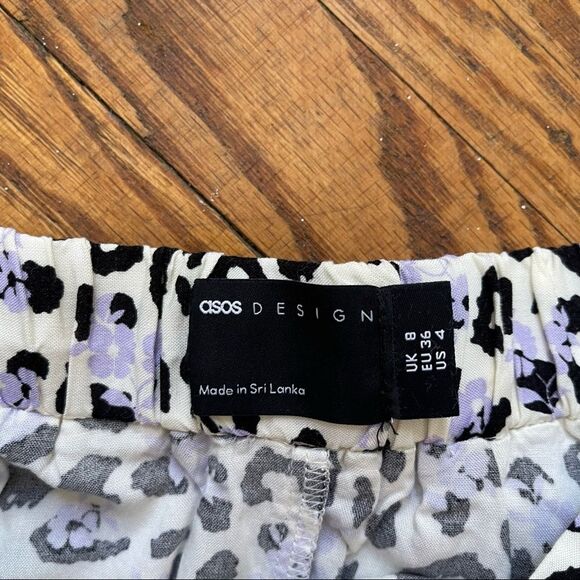 asos DESIGN
Made in Sri Lanka
UK 8
EU 36
US 4